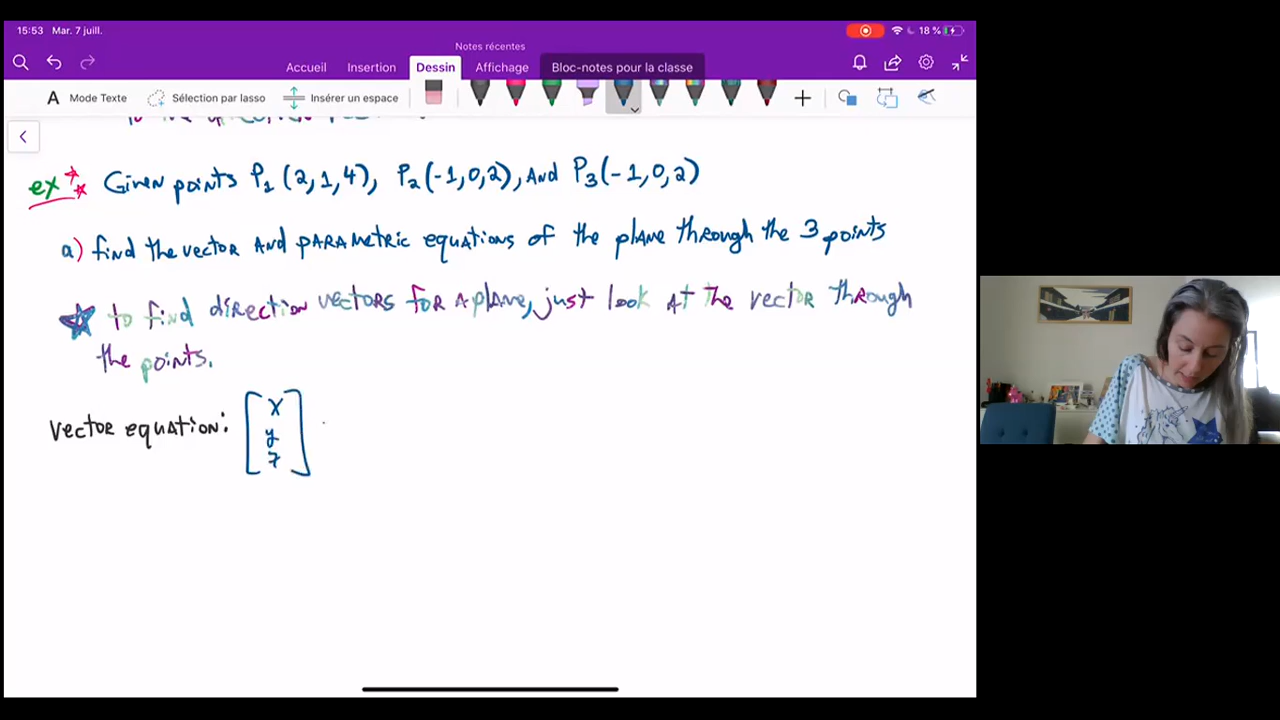 15:53 Mar. 7 juill.
18 %
Notes récentes
Accueil Insertion Dessin Affichage Bloc-notes pour la classe
A Mode Texte Sélection par lasso Insérer un espace
ex Given points P₁ (2,1,4), P₂(-1,0,2), And P₃(-1,0,2)
a) find the vector And parametric equations of the plane through the 3 points
to find direction vectors for a plane, just look at the vector through
the points.
vector equation: [x
y
z]